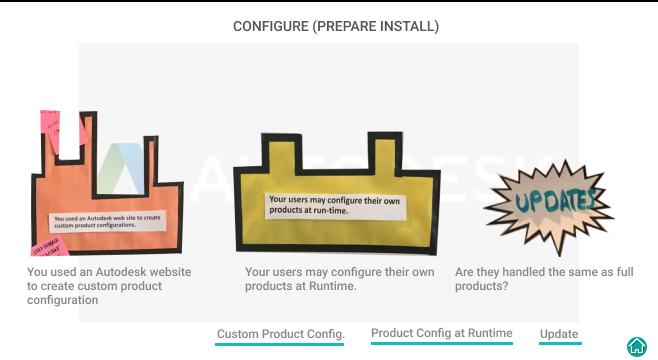 CONFIGURE (PREPARE INSTALL)
AUTODESK
You used an Autodesk web site to create
custom product configurations.
Your users may configure their own
products at run-time.
UPDATES
You used an Autodesk website
to create custom product
configuration
Your users may configure their own
products at Runtime.
Are they handled the same as full
products?
Custom Product Config.
Product Config at Runtime
Update